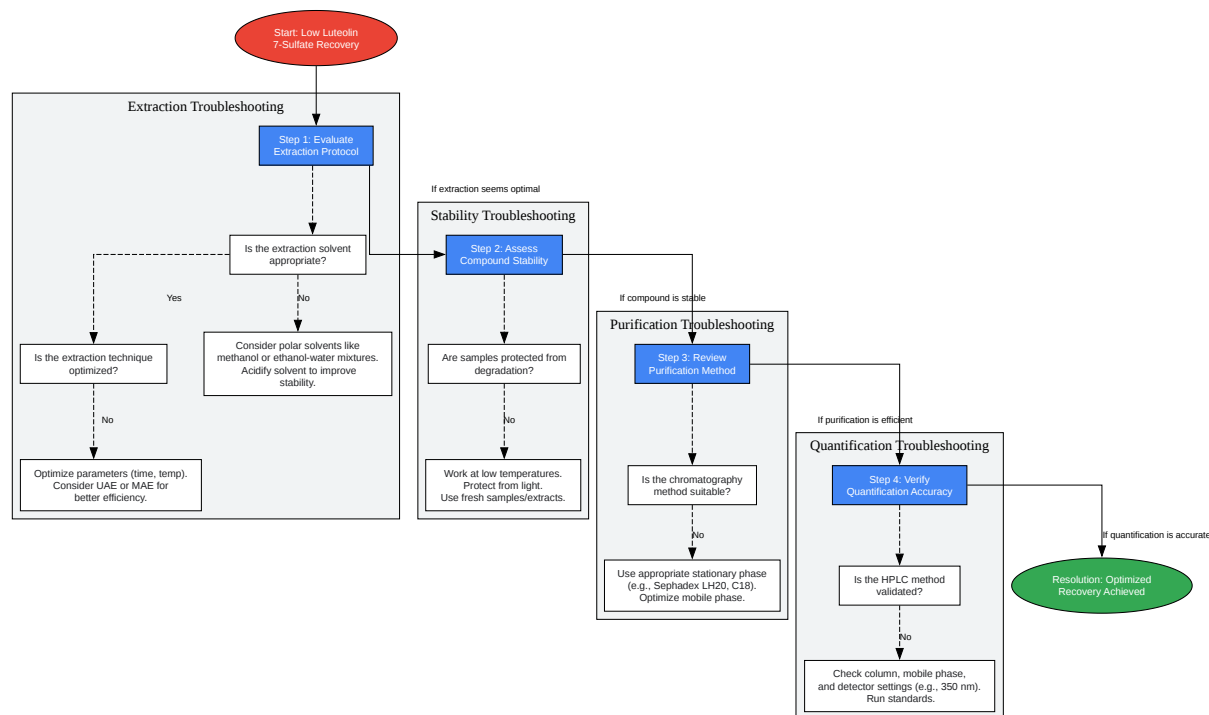 Start: Low Luteolin
7-Sulfate Recovery
Extraction Troubleshooting
Step 1: Evaluate
Extraction Protocol
Is the extraction solvent
appropriate?
Yes
No
Is the extraction technique
optimized?
Consider polar solvents like
methanol or ethanol-water mixtures.
Acidify solvent to improve
stability.
No
Optimize parameters (time, temp).
Consider UAE or MAE for
better efficiency.
If extraction seems optimal
Stability Troubleshooting
Step 2: Assess
Compound Stability
Are samples protected from
degradation?
No
Work at low temperatures.
Protect from light.
Use fresh samples/extracts.
If compound is stable
Purification Troubleshooting
Step 3: Review
Purification Method
Is the chromatography
method suitable?
No
Use appropriate stationary phase
(e.g., Sephadex LH20, C18).
Optimize mobile phase.
If purification is efficient
Quantification Troubleshooting
Step 4: Verify
Quantification Accuracy
Is the HPLC method
validated?
No
Check column, mobile phase,
and detector settings (e.g., 350 nm).
Run standards.
If quantification is accurate
Resolution: Optimized
Recovery Achieved